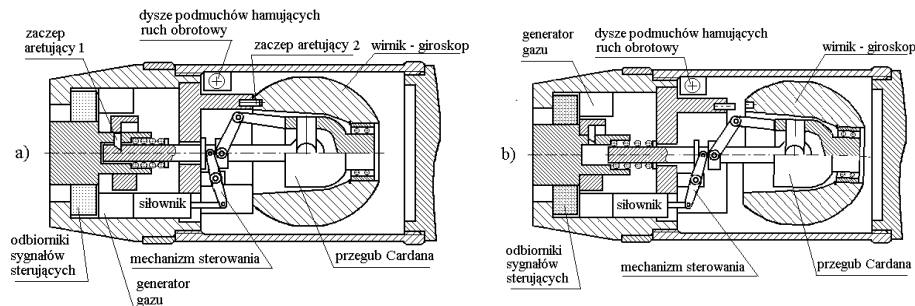 dysze podmuchów hamujących
ruch obrotowy
zaczep
aretujący 1
zaczep aretujący 2
wirnik - giroskop
a)
siłownik
odbiorniki
sygnałów
sterujących
mechanizm sterowania
przegub Cardana
generator
gazu
generator
gazu
dysze podmuchów hamujących
ruch obrotowy
wirnik - giroskop
b)
siłownik
odbiorniki
sygnałów
sterujących
mechanizm sterowania
przegub Cardana